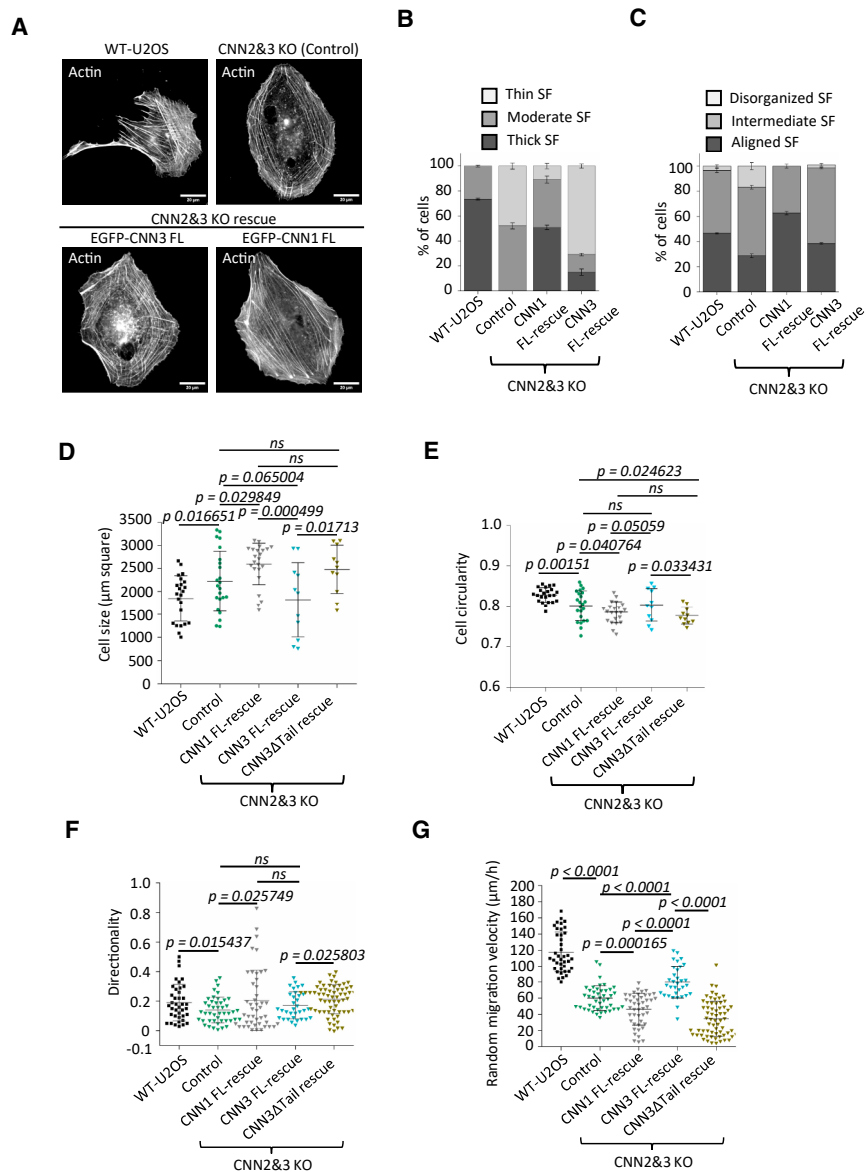 A
WT-U2OS
CNN2&3 KO (Control)
Actin
Actin
20 µm
20 µm
CNN2&3 KO rescue
EGFP-CNN3 FL
EGFP-CNN1 FL
Actin
Actin
20 µm
20 µm
B
Thin SF
Moderate SF
Thick SF
% of cells
100
80
60
40
20
0
WT-U2OS
Control
CNN1
FL-rescue
CNN3
FL-rescue
CNN2&3 KO
C
Disorganized SF
Intermediate SF
Aligned SF
% of cells
100
80
60
40
20
0
WT-U2OS
Control
CNN1
FL-rescue
CNN3
FL-rescue
CNN2&3 KO
D
ns
ns
p = 0.065004
p = 0.029849
p 0.016651
p = 0.000499
p = 0.01713
Cell size (µm square)
3500
3000
2500
2000
1500
1000
500
0
WT-U2OS
Control
CNN1 FL-rescue
CNN3 FL-rescue
CNN3ΔTail rescue
CNN2&3 KO
E
p = 0.024623
ns
ns
p = 0.05059
p = 0.040764
p = 0.00151
p = 0.033431
Cell circularity
1.0
0.9
0.8
0.7
0.6
WT-U2OS
Control
CNN1 FL-rescue
CNN3 FL-rescue
CNN3ΔTail rescue
CNN2&3 KO
F
ns
ns
p = 0.025749
p = 0.015437
p = 0.025803
Directionality
1.0
0.8
0.6
0.4
0.2
0
-0.1
WT-U2OS
Control
CNN1 FL-rescue
CNN3 FL-rescue
CNN3ΔTail rescue
CNN2&3 KO
G
p < 0.0001
p < 0.0001
p < 0.0001
p < 0.0001
p = 0.000165
Random migration velocity (µm/h)
200
180
160
140
120
100
80
60
40
20
0
WT-U2OS
Control
CNN1 FL-rescue
CNN3 FL-rescue
CNN3ΔTail rescue
CNN2&3 KO